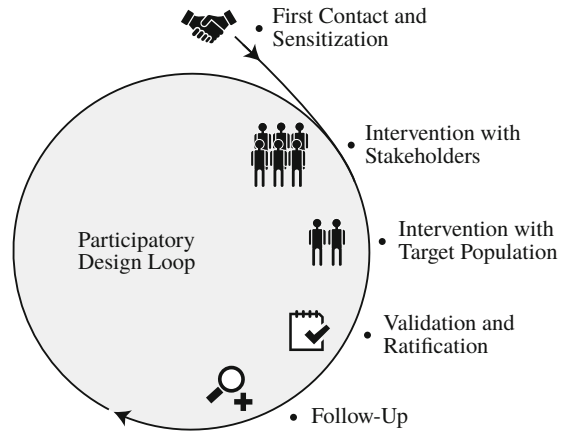 • First Contact and
Sensitization
• Intervention with
Stakeholders
• Intervention with
Target Population
Participatory
Design Loop
• Validation and
Ratification
• Follow-Up